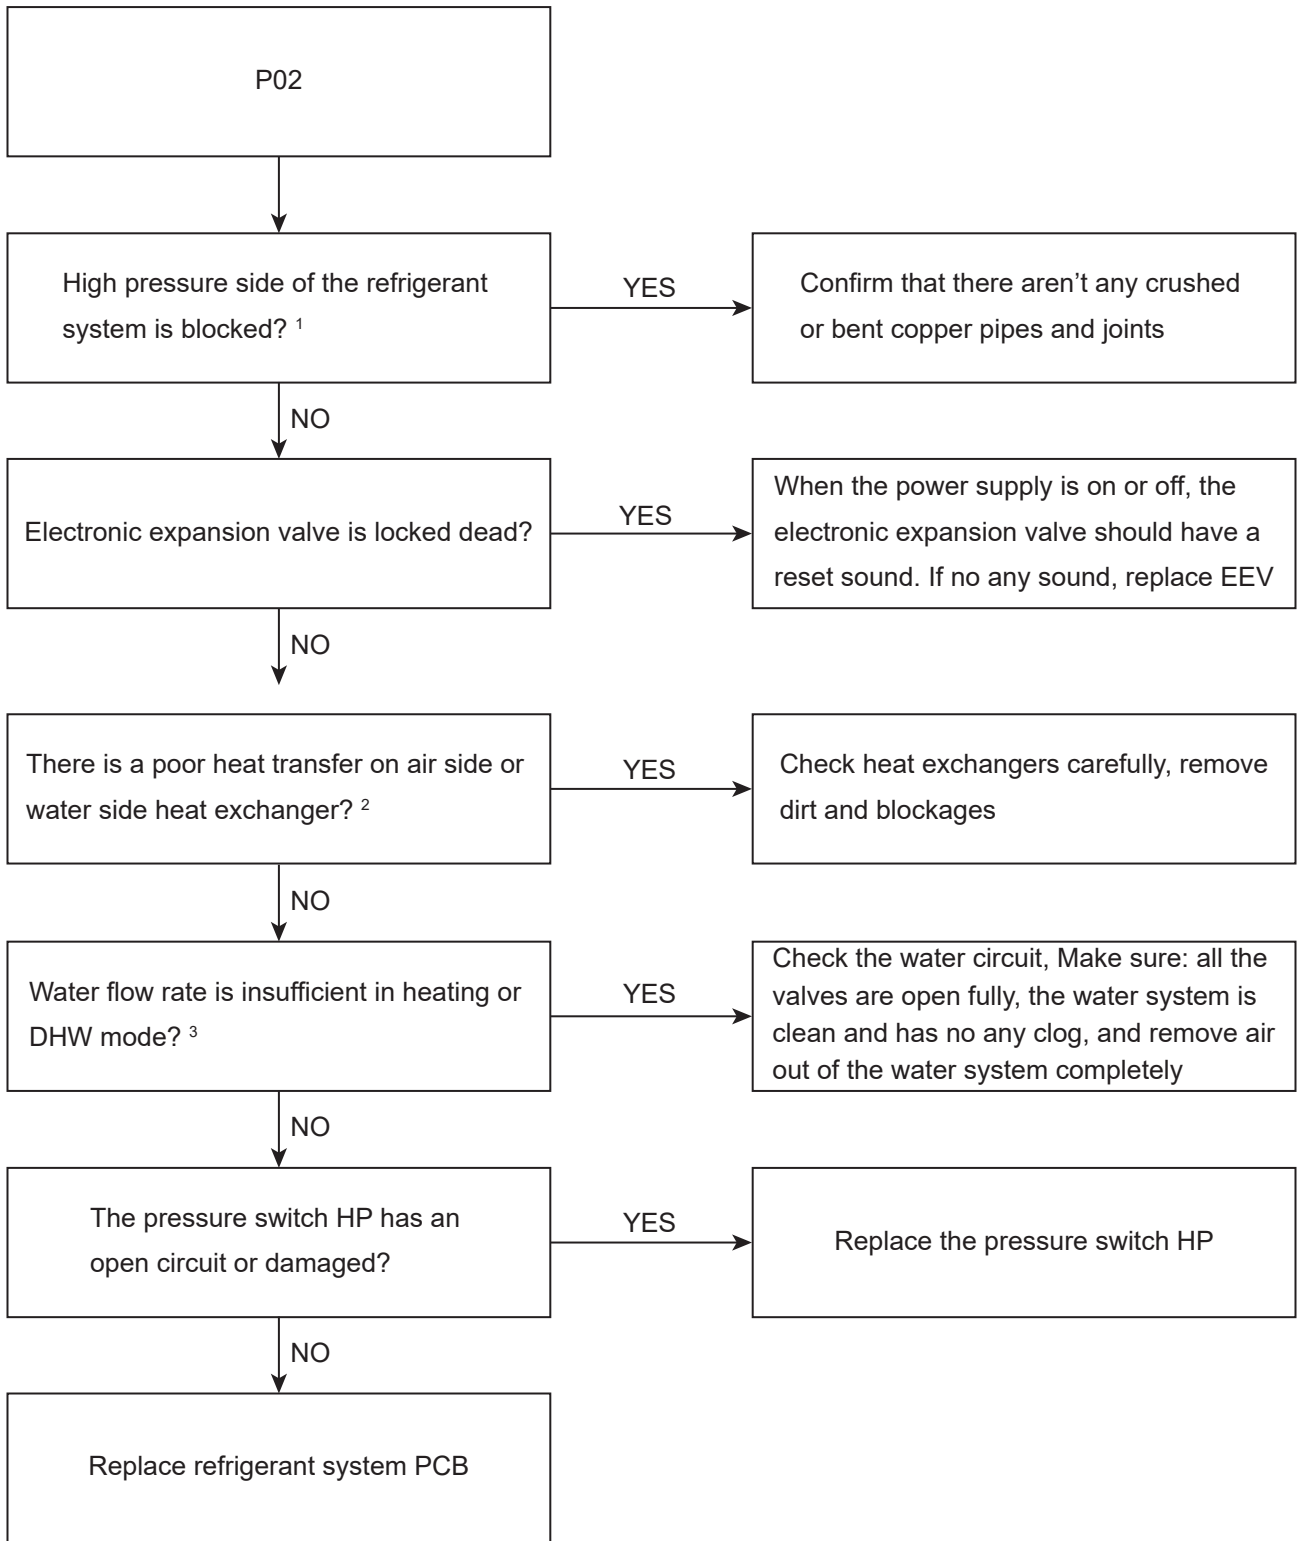 P02
High pressure side of the refrigerant
system is blocked? 1
YES
Confirm that there aren’t any crushed
or bent copper pipes and joints
NO
Electronic expansion valve is locked dead?
YES
When the power supply is on or off, the
electronic expansion valve should have a
reset sound. If no any sound, replace EEV
NO
There is a poor heat transfer on air side or
water side heat exchanger? 2
YES
Check heat exchangers carefully, remove
dirt and blockages
NO
Water flow rate is insufficient in heating or
DHW mode? 3
YES
Check the water circuit, Make sure: all the
valves are open fully, the water system is
clean and has no any clog, and remove air
out of the water system completely
NO
The pressure switch HP has an
open circuit or damaged?
YES
Replace the pressure switch HP
NO
Replace refrigerant system PCB